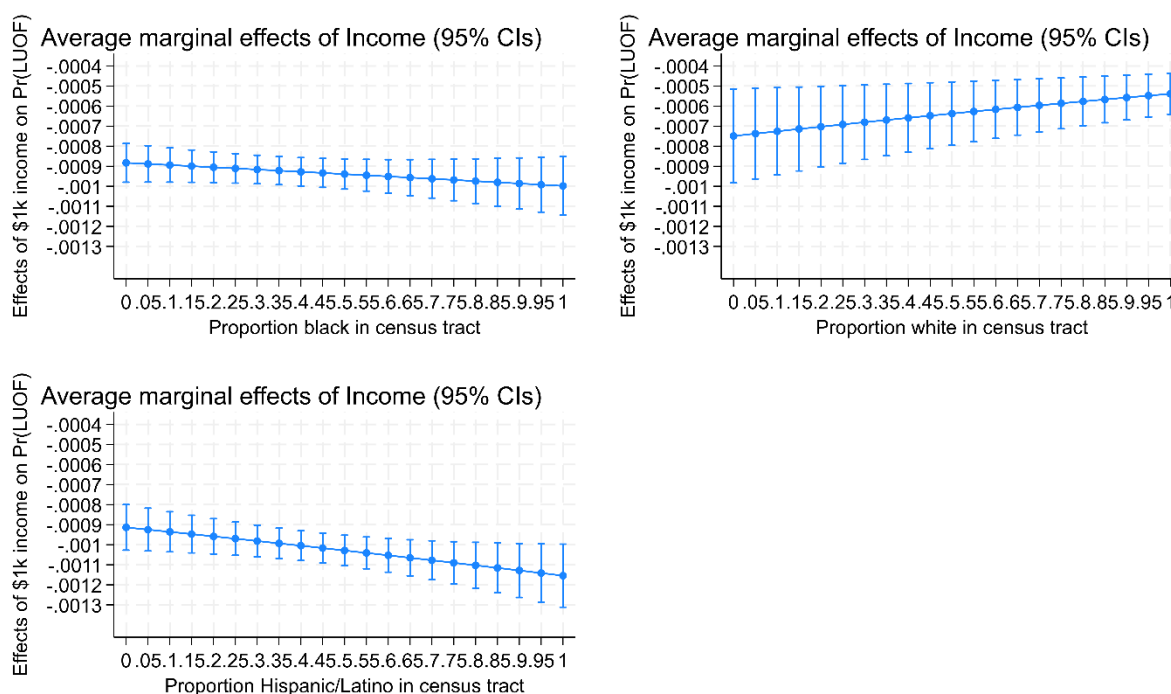 Average marginal effects of Income (95% CIs)
Effects of $1k income on Pr(LUOF)
-.0004
-.0005
-.0006
-.0007
-.0008
-.0009
-.001
-.0011
-.0012
-.0013
0 .05 .1 .15 .2 .25 .3 .35 .4 .45 .5 .55 .6 .65 .7 .75 .8 .85 .9 .95 1
Proportion black in census tract
Average marginal effects of Income (95% CIs)
Effects of $1k income on Pr(LUOF)
-.0004
-.0005
-.0006
-.0007
-.0008
-.0009
-.001
-.0011
-.0012
-.0013
0 .05 .1 .15 .2 .25 .3 .35 .4 .45 .5 .55 .6 .65 .7 .75 .8 .85 .9 .95 1
Proportion white in census tract
Average marginal effects of Income (95% CIs)
Effects of $1k income on Pr(LUOF)
-.0004
-.0005
-.0006
-.0007
-.0008
-.0009
-.001
-.0011
-.0012
-.0013
0 .05 .1 .15 .2 .25 .3 .35 .4 .45 .5 .55 .6 .65 .7 .75 .8 .85 .9 .95 1
Proportion Hispanic/Latino in census tract